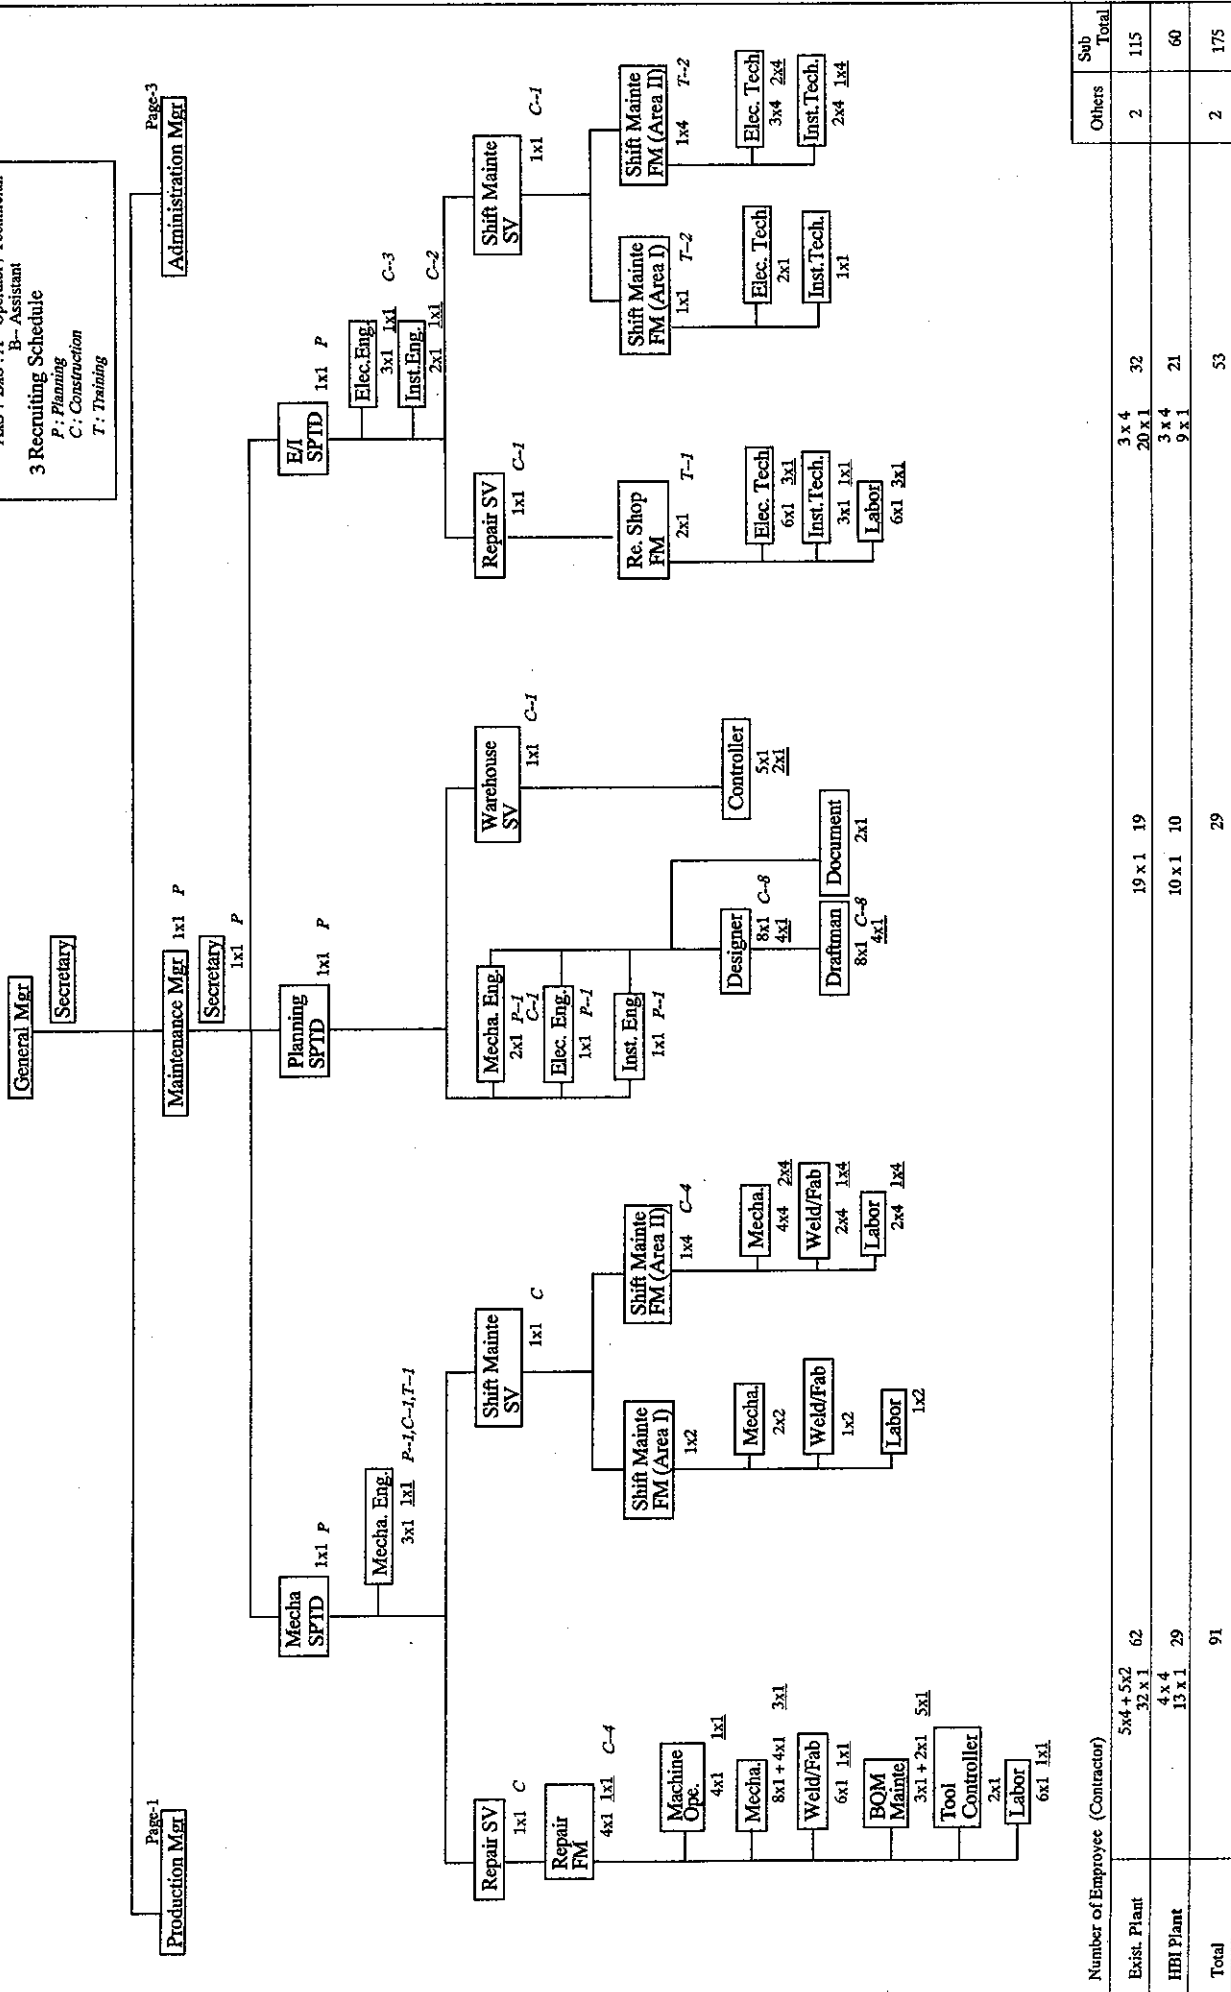 B-- Assistant
3 Recruiting Schedule
P : Planning
C : Construction
T : Training
General Mgr
Secretary
Page-1
Production Mgr
Maintenance Mgr 1x1 P
Page-3
Administration Mgr
Secretary
1x1 P
Mecha
SPTD
1x1 P
Mecha. Eng.
3x1 1x1 P--1,C--1,T--1
Repair SV
1x1 C
Repair
FM
4x1 1x1 C--4
Machine
Ope.
4x1 1x1
Mecha.
8x1 + 4x1 3x1
Weld/Fab
6x1 1x1
BQM
Mainte.
3x1 + 2x1 5x1
Tool
Controller
2x1
Labor
6x1 1x1
Shift Mainte
SV
1x1 C
Shift Mainte
FM (Area I)
1x2
Mecha.
2x2
Weld/Fab
1x2
Labor
1x2
Shift Mainte
FM (Area II)
1x4 C--4
Mecha.
4x4 2x4
Weld/Fab
2x4 1x4
Labor
2x4 1x4
Planning
SPTD
1x1 P
Mecha. Eng.
2x1 P--1
C--1
Elec. Eng.
1x1 P--1
Inst. Eng
1x1 P--1
Designer
8x1 C--8
4x1
Draftman
8x1 C--8
4x1
Document
2x1
Warehouse
SV
1x1 C--1
Controller
5x1
2x1
E/I
SPTD
1x1 P
Elec.Eng.
3x1 1x1 C--3
Inst.Eng.
2x1 1x1 C--2
Repair SV
1x1 C--1
Re. Shop
FM
2x1 T--1
Elec. Tech
6x1 3x1
Inst.Tech.
3x1 1x1
Labor
6x1 3x1
Shift Mainte
SV
1x1 C--1
Shift Mainte
FM (Area I)
1x1 T--2
Elec. Tech
2x1
Inst.Tech.
1x1
Shift Mainte
FM (Area II)
1x4 T--2
Elec. Tech
3x4 2x4
Inst.Tech.
2x4 1x4
Number of Improyee (Contractor)
Others
Sub
Total
Exist. Plant
5x4 + 5x2
32 x 1 62
19 x 1 19
3 x 4
20 x 1 32
2 115
HBI Plant
4 x 4
13 x 1 29
10 x 1 10
3 x 4
9 x 1 21
60
Total 91 29 53 2 175